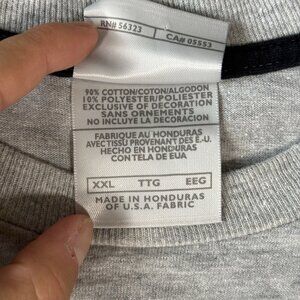 RN# 56323 CA# 05553
90% COTTON/COTON/ALGODON
10% POLYESTER/POLIESTER
EXCLUSIVE OF DECORATION
SANS ORNEMENTS
NO INCLUYE LA DECORACION
FABRIQUE AU HONDURAS
AVEC TISSU PROVENANT DES E.-U.
HECHO EN HONDURAS
CON TELA DE EUA
XXL TTG EEG
MADE IN HONDURAS
OF U.S.A. FABRIC